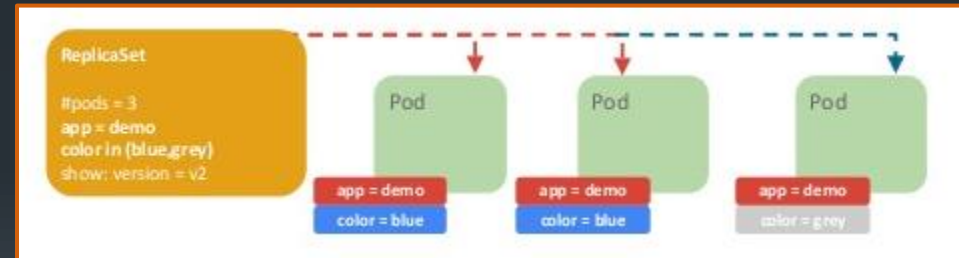 ReplicaSet
#pods = 3
app = demo
color in (blue,grey)
show: version = v2
Pod
app = demo
color = blue
Pod
app = demo
color = blue
Pod
app = demo
color = grey